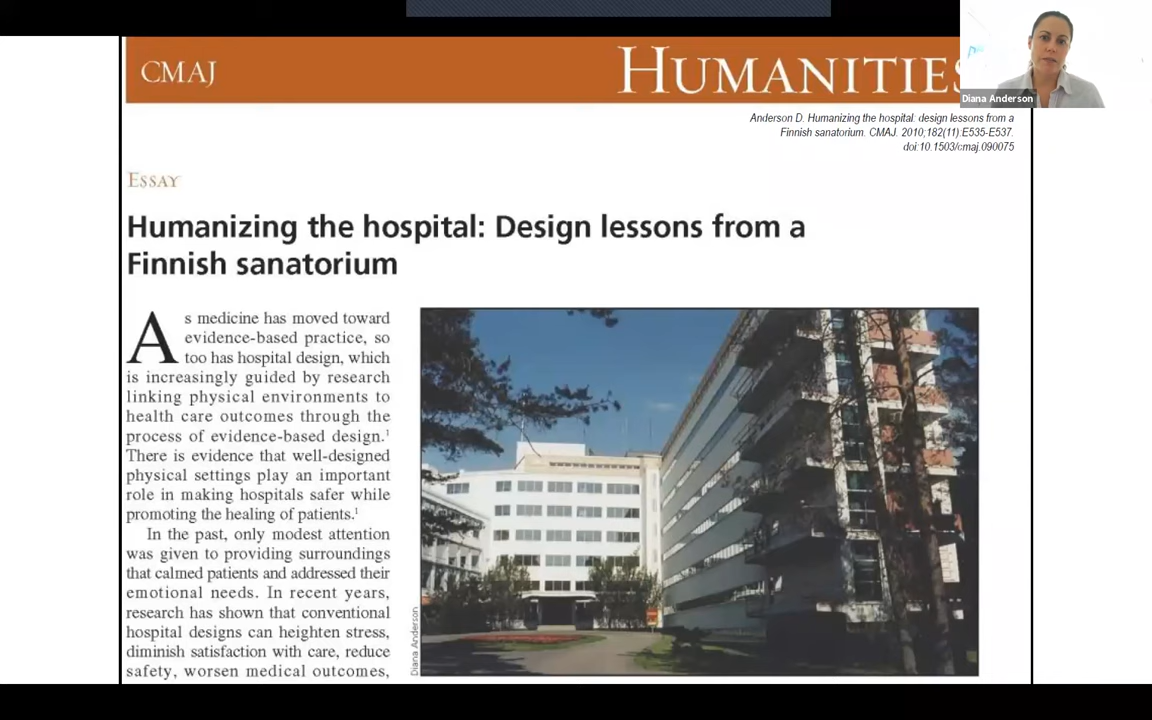 CMAJ
HUMANITIES
Diana Anderson
Anderson D. Humanizing the hospital: design lessons from a
Finnish sanatorium. CMAJ. 2010;182(11):E535-E537.
doi:10.1503/cmaj.090075
ESSAY
Humanizing the hospital: Design lessons from a
Finnish sanatorium
As medicine has moved toward
evidence-based practice, so
too has hospital design, which
is increasingly guided by research
linking physical environments to
health care outcomes through the
process of evidence-based design.¹
There is evidence that well-designed
physical settings play an important
role in making hospitals safer while
promoting the healing of patients.¹
In the past, only modest attention
was given to providing surroundings
that calmed patients and addressed their
emotional needs. In recent years,
research has shown that conventional
hospital designs can heighten stress,
diminish satisfaction with care, reduce
safety, worsen medical outcomes,
Diana Anderson